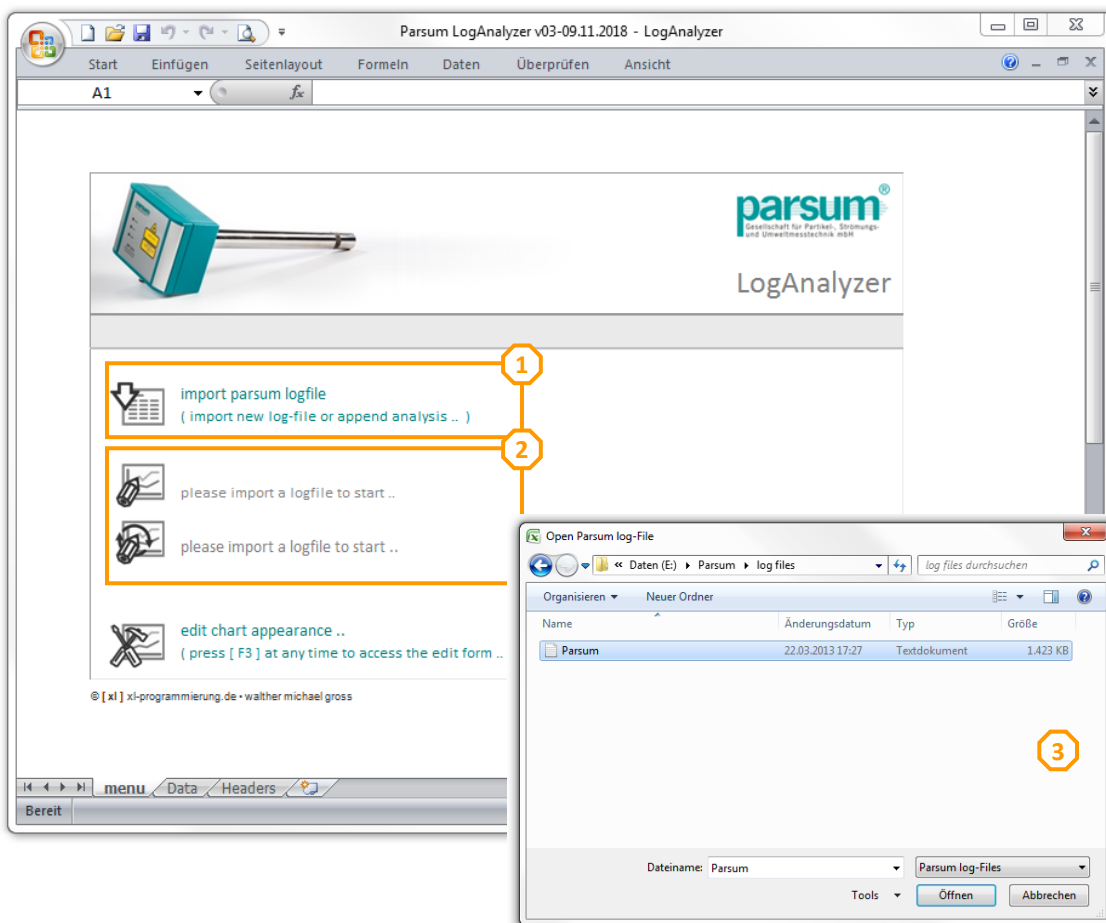 Parsum LogAnalyzer v03-09.11.2018 - LogAnalyzer
Start Einfügen Seitenlayout Formeln Daten Überprüfen Ansicht
A1 fx
parsum®
Gesellschaft für Partikel-, Strömungs-
und Umweltmesstechnik mbH
LogAnalyzer
1
import parsum logfile
( import new log-file or append analysis .. )
2
please import a logfile to start ..
please import a logfile to start ..
edit chart appearance ..
( press [ F3 ] at any time to access the edit form ..
© [ xl ] xl-programmierung.de • walther michael gross
menu Data Headers
Bereit
Open Parsum log-File
« Daten (E:) Parsum log files
log files durchsuchen
Organisieren Neuer Ordner
Name Änderungsdatum Typ Größe
Parsum 22.03.2013 17:27 Textdokument 1.423 KB
3
Dateiname: Parsum Parsum log-Files
Tools Öffnen Abbrechen